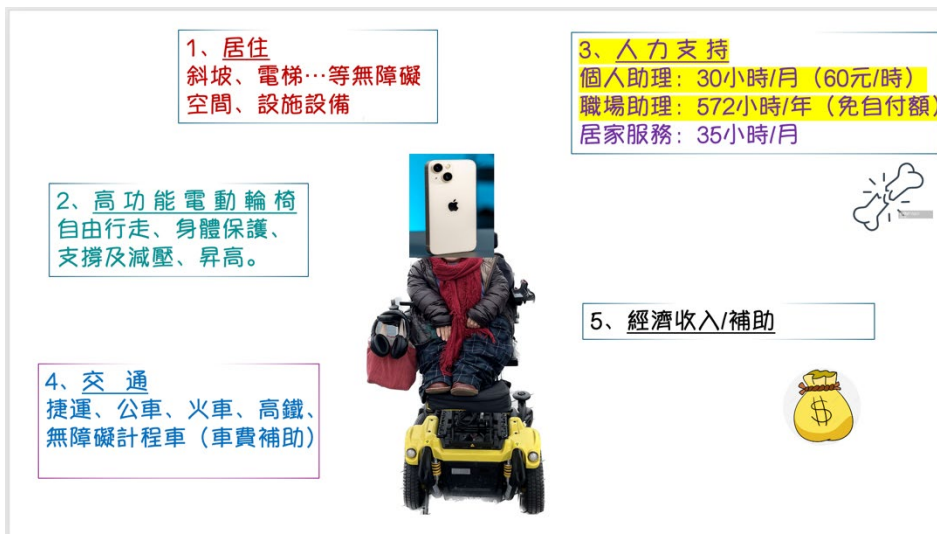 1、居住
斜坡、電梯…等無障礙
空間、設施設備
2、高功能電動輪椅
自由行走、身體保護、
支撐及減壓、昇高。
3、人力支持
個人助理：30小時/月（60元/時）
職場助理：572小時/年（免自付額）
居家服務：35小時/月
4、交 通
捷運、公車、火車、高鐵、
無障礙計程車（車費補助）
5、經濟收入/補助
$